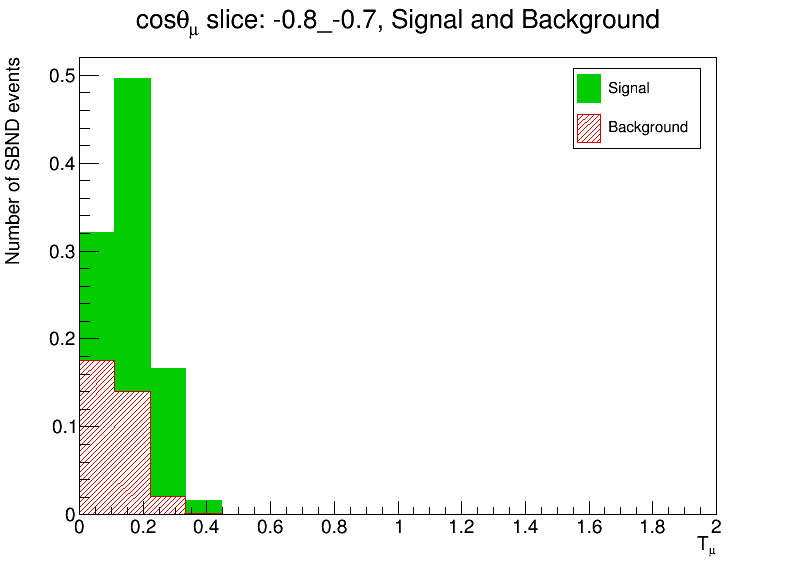 cosθμ slice: -0.8_-0.7, Signal and Background
Number of SBND events
0.5
0.4
0.3
0.2
0.1
0
Signal
Background
0 0.2 0.4 0.6 0.8 1 1.2 1.4 1.6 1.8 2
Tμ